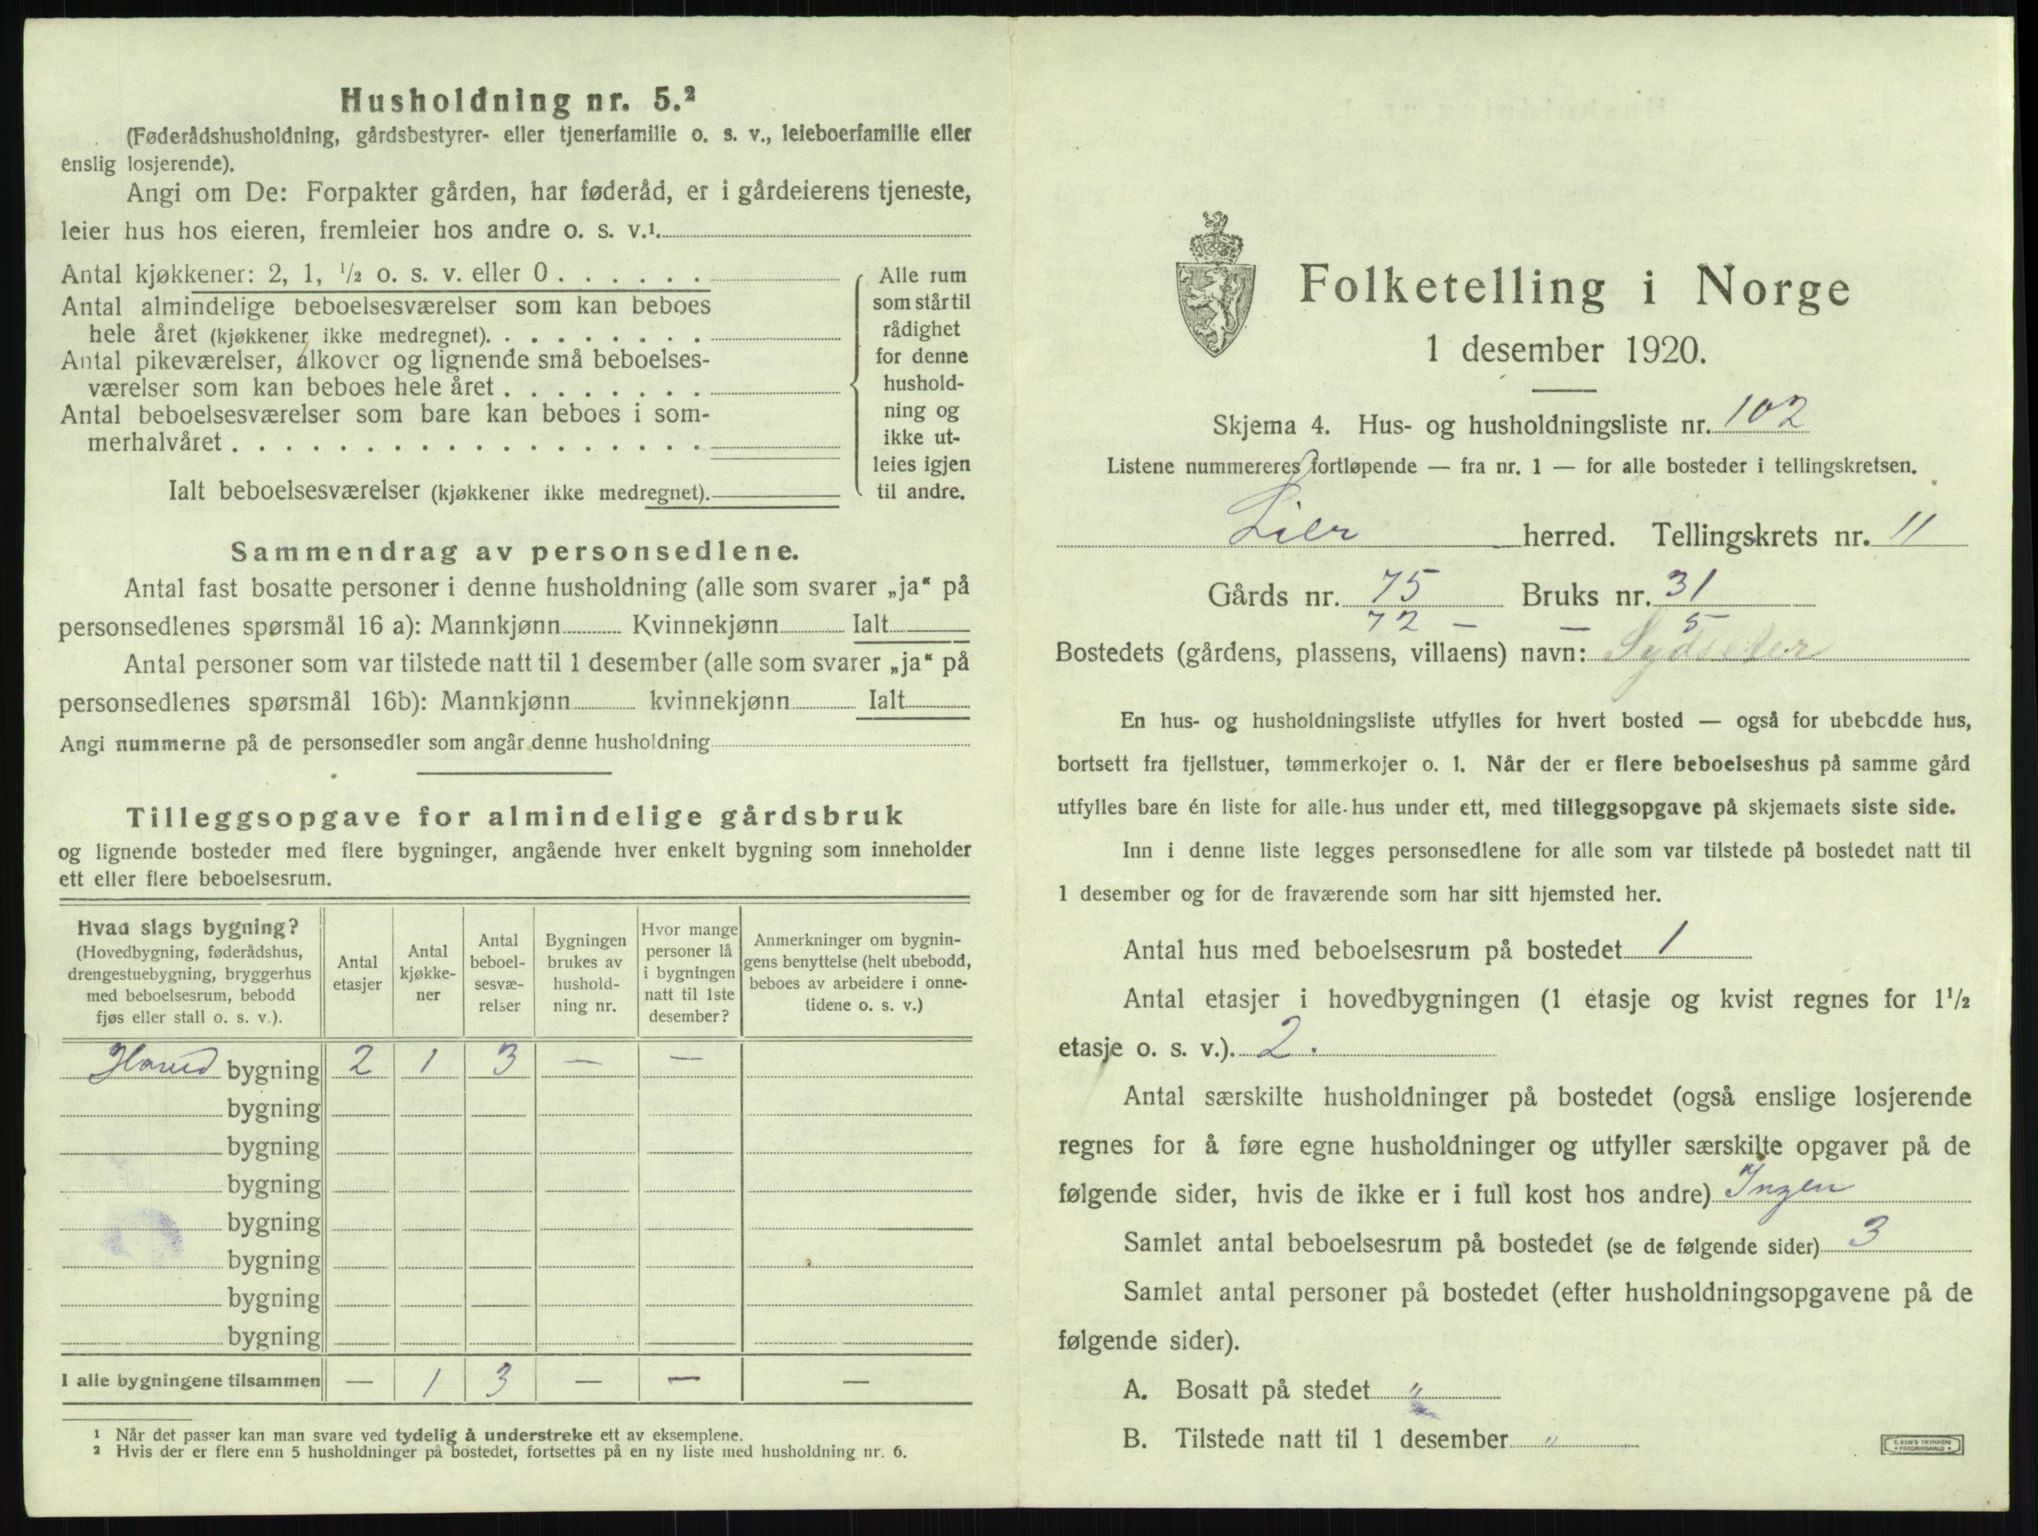 Husholdning nr. 5.²
(Føderådshusholdning, gårdsbestyrer- eller tjenerfamilie o. s. v., leieboerfamilie eller
enslig losjerende).
Angi om De: Forpakter gården, har føderåd, er i gårdeierens tjeneste,
leier hus hos eieren, fremleier hos andre o. s. v.¹
Antal kjøkkener: 2, 1, ½ o. s. v. eller 0 . . . . . .
Antal almindelige beboelsesværelser som kan beboes
hele året (kjøkkener ikke medregnet). . . . . . . . .
Antal pikeværelser, alkover og lignende små beboelses-
værelser som kan beboes hele året . . . . . . . .
Antal beboelsesværelser som bare kan beboes i som-
merhalvåret . . . . . . . . . . . . . . . . . .
Ialt beboelsesværelser (kjøkkener ikke medregnet).
Alle rum
som står til
rådighet
for denne
hushold-
ning og
ikke ut-
leies igjen
til andre.
Sammendrag av personsedlene.
Antal fast bosatte personer i denne husholdning (alle som svarer „ja“ på
personsedlenes spørsmål 16 a): Mannkjønn Kvinnekjønn Ialt
Antal personer som var tilstede natt til 1 desember (alle som svarer „ja“ på
personsedlenes spørsmål 16b): Mannkjønn kvinnekjønn Ialt
Angi nummerne på de personsedler som angår denne husholdning
Tilleggsopgave for almindelige gårdsbruk
og lignende bosteder med flere bygninger, angående hver enkelt bygning som inneholder
ett eller flere beboelsesrum.
Hvad slags bygning?
(Hovedbygning, føderådshus,
drengestuebygning, bryggerhus
med beboelsesrum, bebodd
fjøs eller stall o. s. v.).
Antal
etasjer
Antal
kjøkke-
ner
Antal
beboel-
sesvæ-
relser
Bygningen
brukes av
hushold-
ning nr.
Hvor mange
personer lå
i bygningen
natt til 1ste
desember?
Anmerkninger om bygnin-
gens benyttelse (helt ubebodd,
beboes av arbeidere i onne-
tidene o. s. v.)
Hoved bygning 2 1 3 — —
bygning
bygning
bygning
bygning
bygning
bygning
bygning
I alle bygningene tilsammen — 1 3 — — —
¹ Når det passer kan man svare ved tydelig å understreke ett av eksemplene.
² Hvis der er flere enn 5 husholdninger på bostedet, fortsettes på en ny liste med husholdning nr. 6.
Folketelling i Norge
1 desember 1920.
Skjema 4. Hus- og husholdningsliste nr. 102
Listene nummereres fortløpende — fra nr. 1 — for alle bosteder i tellingskretsen.
Lier herred. Tellingskrets nr. 11
Gårds nr. 75 Bruks nr. 31
72 — — 5
Bostedets (gårdens, plassens, villaens) navn: Sydseter
En hus- og husholdningsliste utfylles for hvert bosted — også for ubebodde hus,
bortsett fra fjellstuer, tømmerkojer o. l. Når der er flere beboelseshus på samme gård
utfylles bare én liste for alle hus under ett, med tilleggsopgave på skjemaets siste side.
Inn i denne liste legges personsedlene for alle som var tilstede på bostedet natt til
1 desember og for de fraværende som har sitt hjemsted her.
Antal hus med beboelsesrum på bostedet 1
Antal etasjer i hovedbygningen (1 etasje og kvist regnes for 1½
etasje o. s. v.). 2.
Antal særskilte husholdninger på bostedet (også enslige losjerende
regnes for å føre egne husholdninger og utfyller særskilte opgaver på de
følgende sider, hvis de ikke er i full kost hos andre) Ingen
Samlet antal beboelsesrum på bostedet (se de følgende sider) 3
Samlet antal personer på bostedet (efter husholdningsopgavene på de
følgende sider).
A. Bosatt på stedet „
B. Tilstede natt til 1 desember „